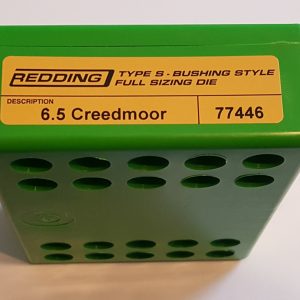 REDDING TYPE S - BUSHING STYLE
FULL SIZING DIE
DESCRIPTION
6.5 Creedmoor 77446